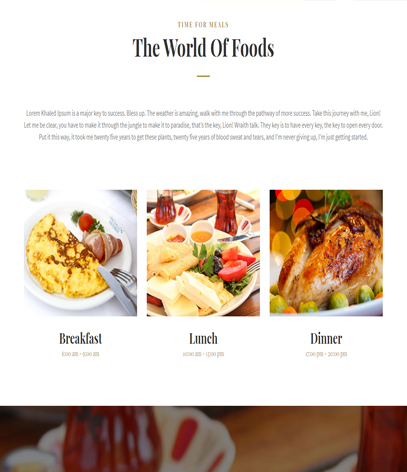 TIME FOR MEALS
The World Of Foods
Lorem Khaled Ipsum is a major key to success. Bless up. The weather is amazing, walk with me through the pathway of more success. Take this journey with me, Lion!
Let me be clear, you have to make it through the jungle to make it to paradise, that's the key, Lion! Wraith talk. They key is to have every key, the key to open every door.
Put it this way, it took me twenty five years to get these plants, twenty five years of blood sweat and tears, and I'm never giving up, I'm just getting started.
Breakfast
Lunch
Dinner
6:00 am - 9:00 am
10:00 am - 15:00 pm
17:00 pm - 20:00 pm